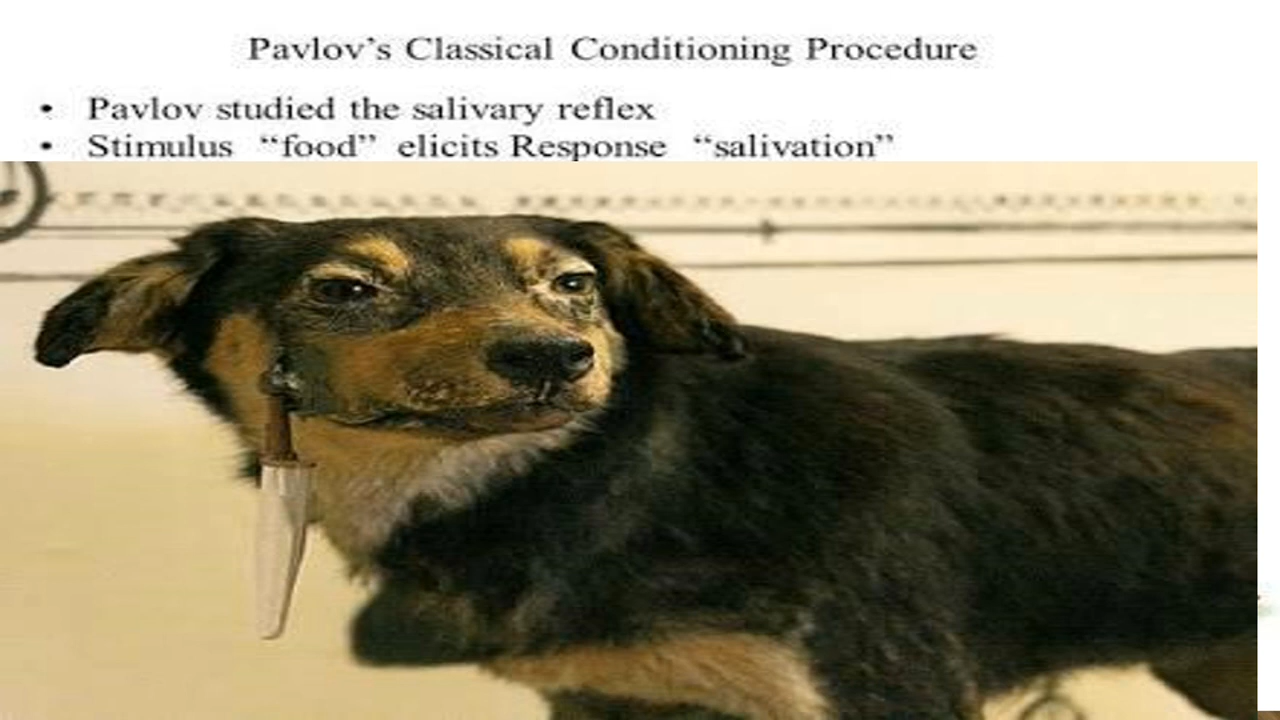 Pavlov’s Classical Conditioning Procedure
• Pavlov studied the salivary reflex
• Stimulus “food” elicits Response “salivation”